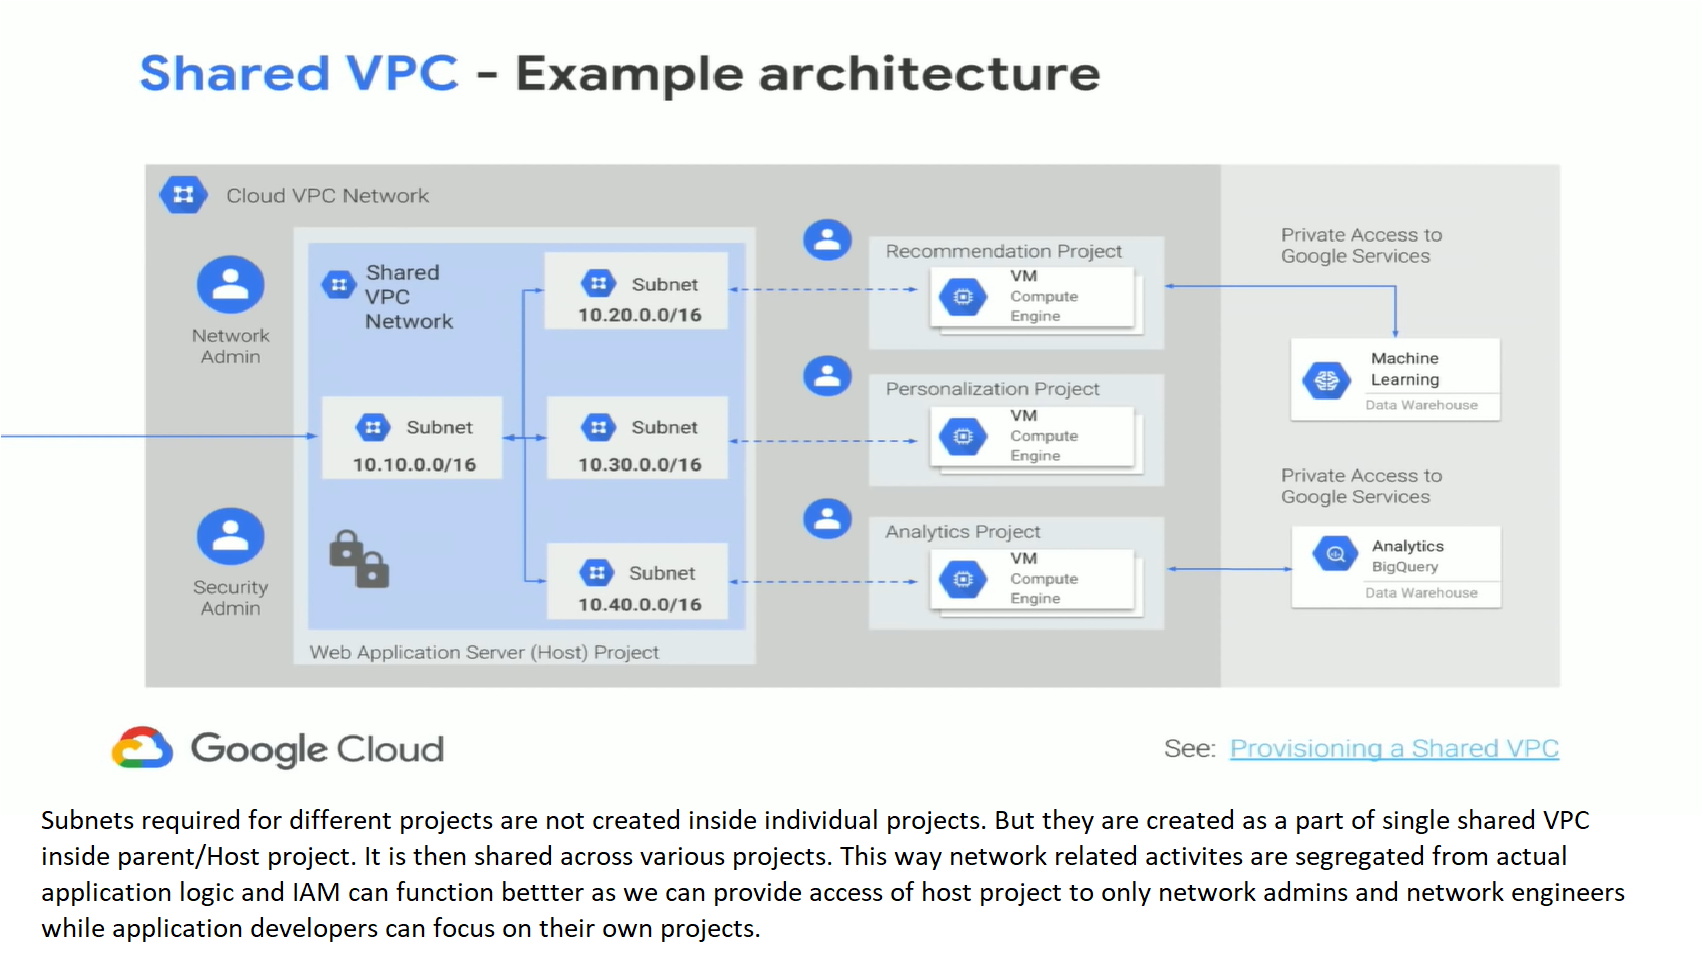 Shared VPC - Example architecture
Cloud VPC Network
Network
Admin
Security
Admin
Shared
VPC
Network
Subnet
10.10.0.0/16
Subnet
10.20.0.0/16
Subnet
10.30.0.0/16
Subnet
10.40.0.0/16
Web Application Server (Host) Project
Recommendation Project
VM
Compute
Engine
Personalization Project
VM
Compute
Engine
Analytics Project
VM
Compute
Engine
Private Access to
Google Services
Machine
Learning
Data Warehouse
Private Access to
Google Services
Analytics
BigQuery
Data Warehouse
Google Cloud
See: Provisioning a Shared VPC
Subnets required for different projects are not created inside individual projects. But they are created as a part of single shared VPC
inside parent/Host project. It is then shared across various projects. This way network related activites are segregated from actual
application logic and IAM can function bettter as we can provide access of host project to only network admins and network engineers
while application developers can focus on their own projects.